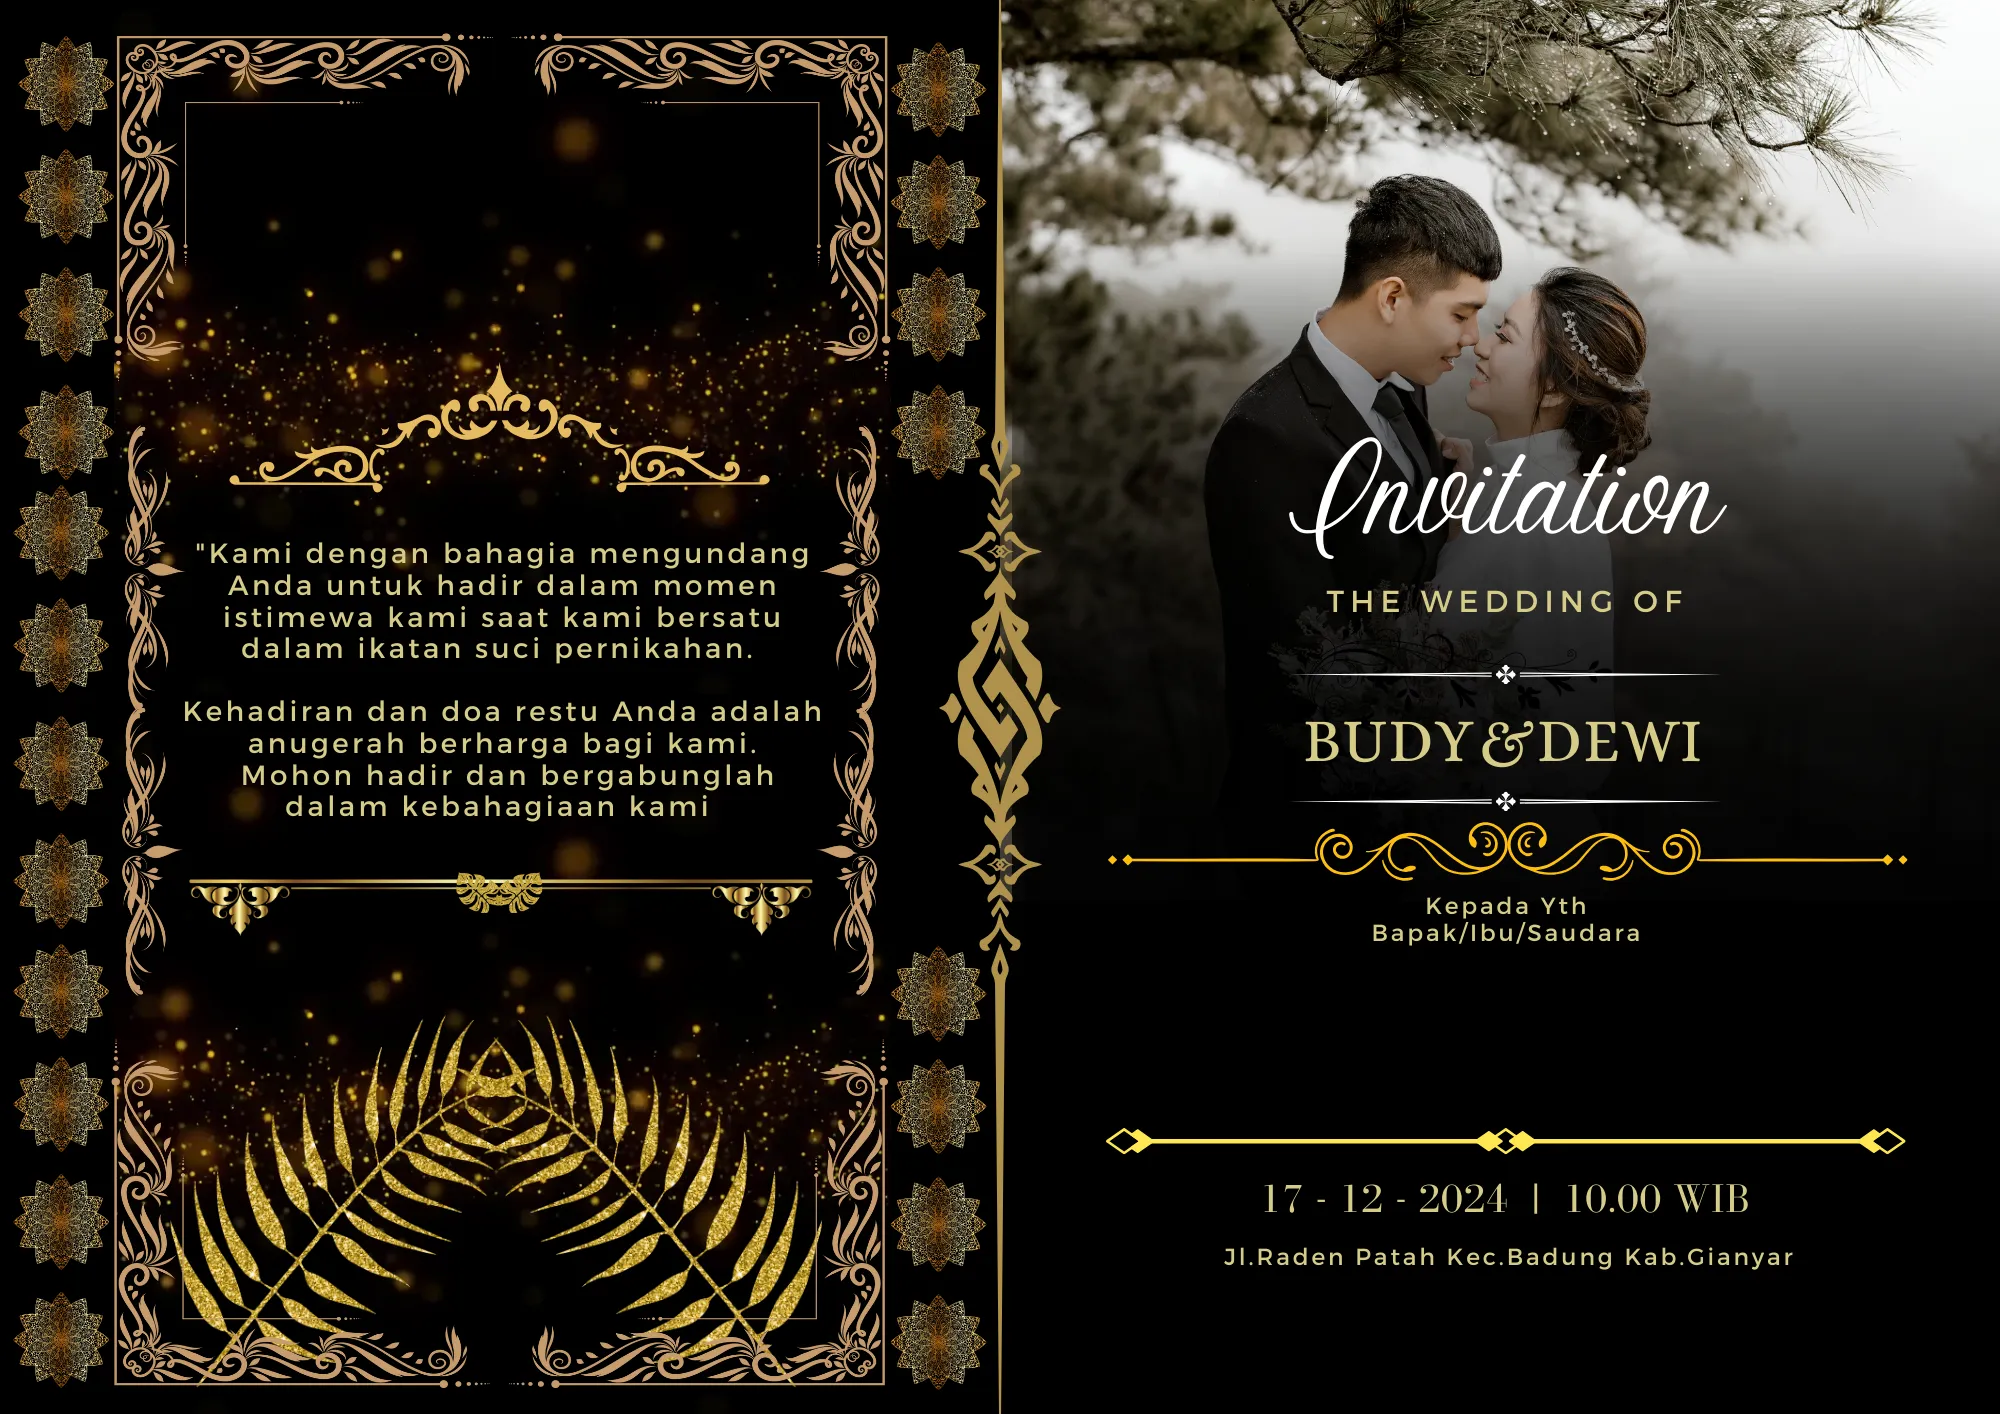 "Kami dengan bahagia mengundang
Anda untuk hadir dalam momen
istimewa kami saat kami bersatu
dalam ikatan suci pernikahan.
Kehadiran dan doa restu Anda adalah
anugerah berharga bagi kami.
Mohon hadir dan bergabunglah
dalam kebahagiaan kami
Invitation
THE WEDDING OF
BUDY&DEWI
Kepada Yth
Bapak/Ibu/Saudara
17 - 12 - 2024 | 10.00 WIB
Jl.Raden Patah Kec.Badung Kab.Gianyar